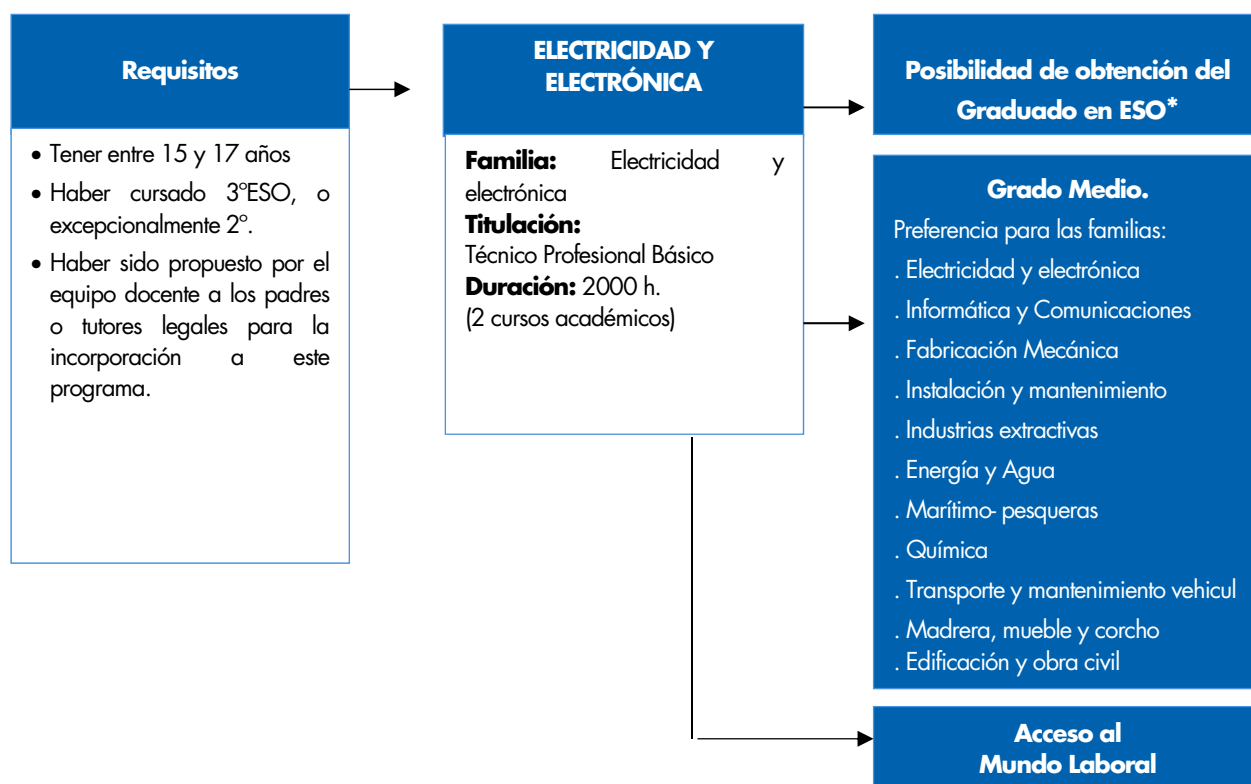 Requisitos
• Tener entre 15 y 17 años
• Haber cursado 3ºESO, o
excepcionalmente 2º.
• Haber sido propuesto por el
equipo docente a los padres
o tutores legales para la
incorporación a este
programa.
ELECTRICIDAD Y
ELECTRÓNICA
Familia: Electricidad y
electrónica
Titulación:
Técnico Profesional Básico
Duración: 2000 h.
(2 cursos académicos)
Posibilidad de obtención del
Graduado en ESO*
Grado Medio.
Preferencia para las familias:
. Electricidad y electrónica
. Informática y Comunicaciones
. Fabricación Mecánica
. Instalación y mantenimiento
. Industrias extractivas
. Energía y Agua
. Marítimo- pesqueras
. Química
. Transporte y mantenimiento vehicul
. Madrera, mueble y corcho
. Edificación y obra civil
Acceso al
Mundo Laboral